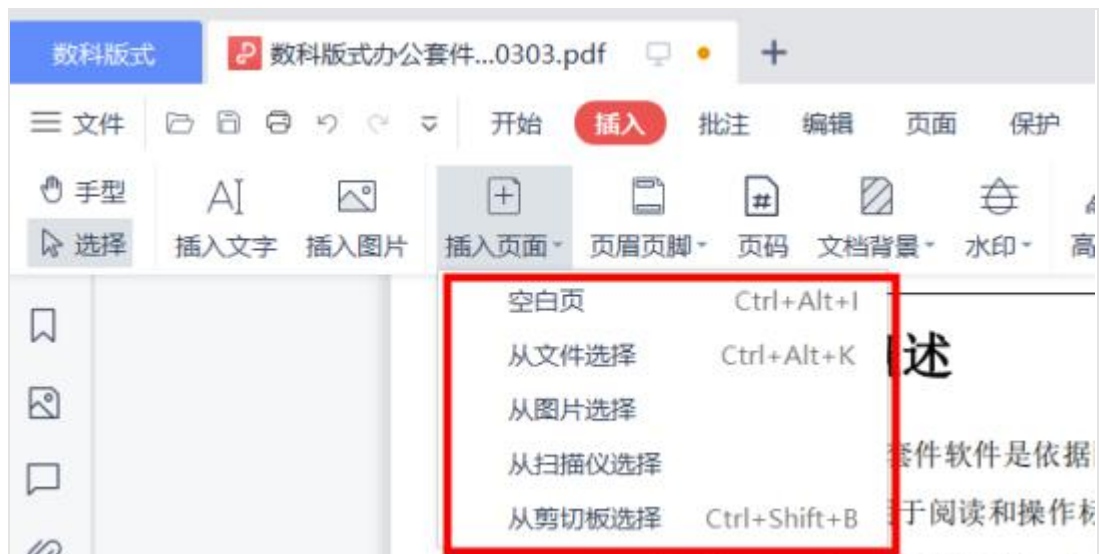 数科版式 数科版式办公套件...0303.pdf
文件 开始 插入 批注 编辑 页面 保护
手型
选择 插入文字 插入图片 插入页面 页眉页脚 # 页码 文档背景 水印 高
空白页 Ctrl+Alt+I
从文件选择 Ctrl+Alt+K 述
从图片选择
套件软件是依据
从扫描仪选择
从剪切板选择 Ctrl+Shift+B 于阅读和操作